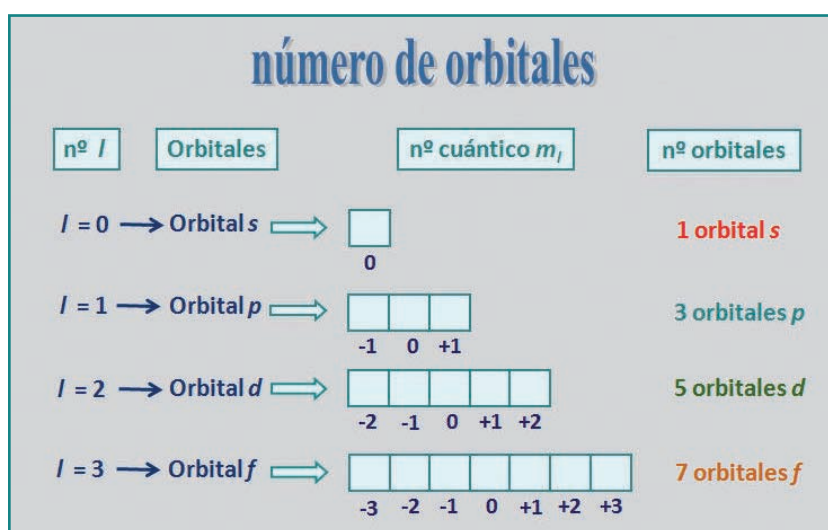 número de orbitales
nº l Orbitales nº cuántico ml nº orbitales
l = 0 Orbital s 1 orbital s
0
l = 1 Orbital p 3 orbitales p
-1 0 +1
l = 2 Orbital d 5 orbitales d
-2 -1 0 +1 +2
l = 3 Orbital f 7 orbitales f
-3 -2 -1 0 +1 +2 +3